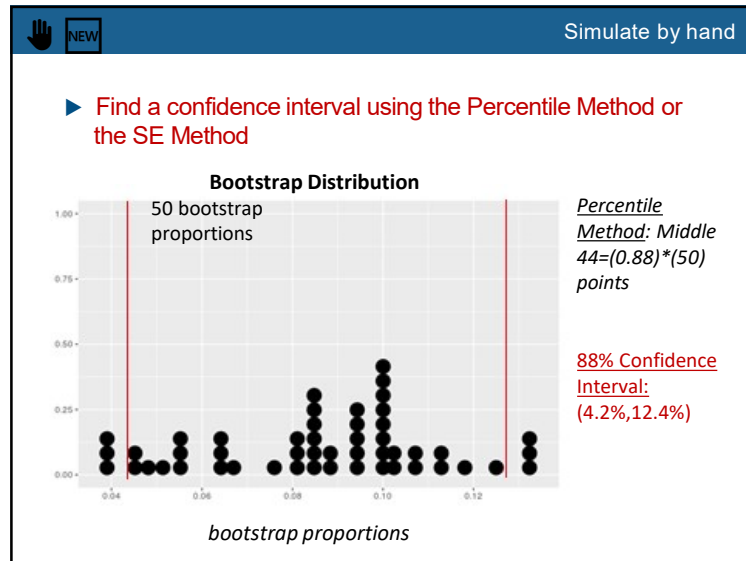 NEW
Simulate by hand
► Find a confidence interval using the Percentile Method or
the SE Method
Bootstrap Distribution
50 bootstrap
proportions
1.00
0.75
0.50
0.25
0.00
0.04 0.06 0.08 0.10 0.12
bootstrap proportions
Percentile
Method: Middle
44=(0.88)*(50)
points
88% Confidence
Interval:
(4.2%,12.4%)